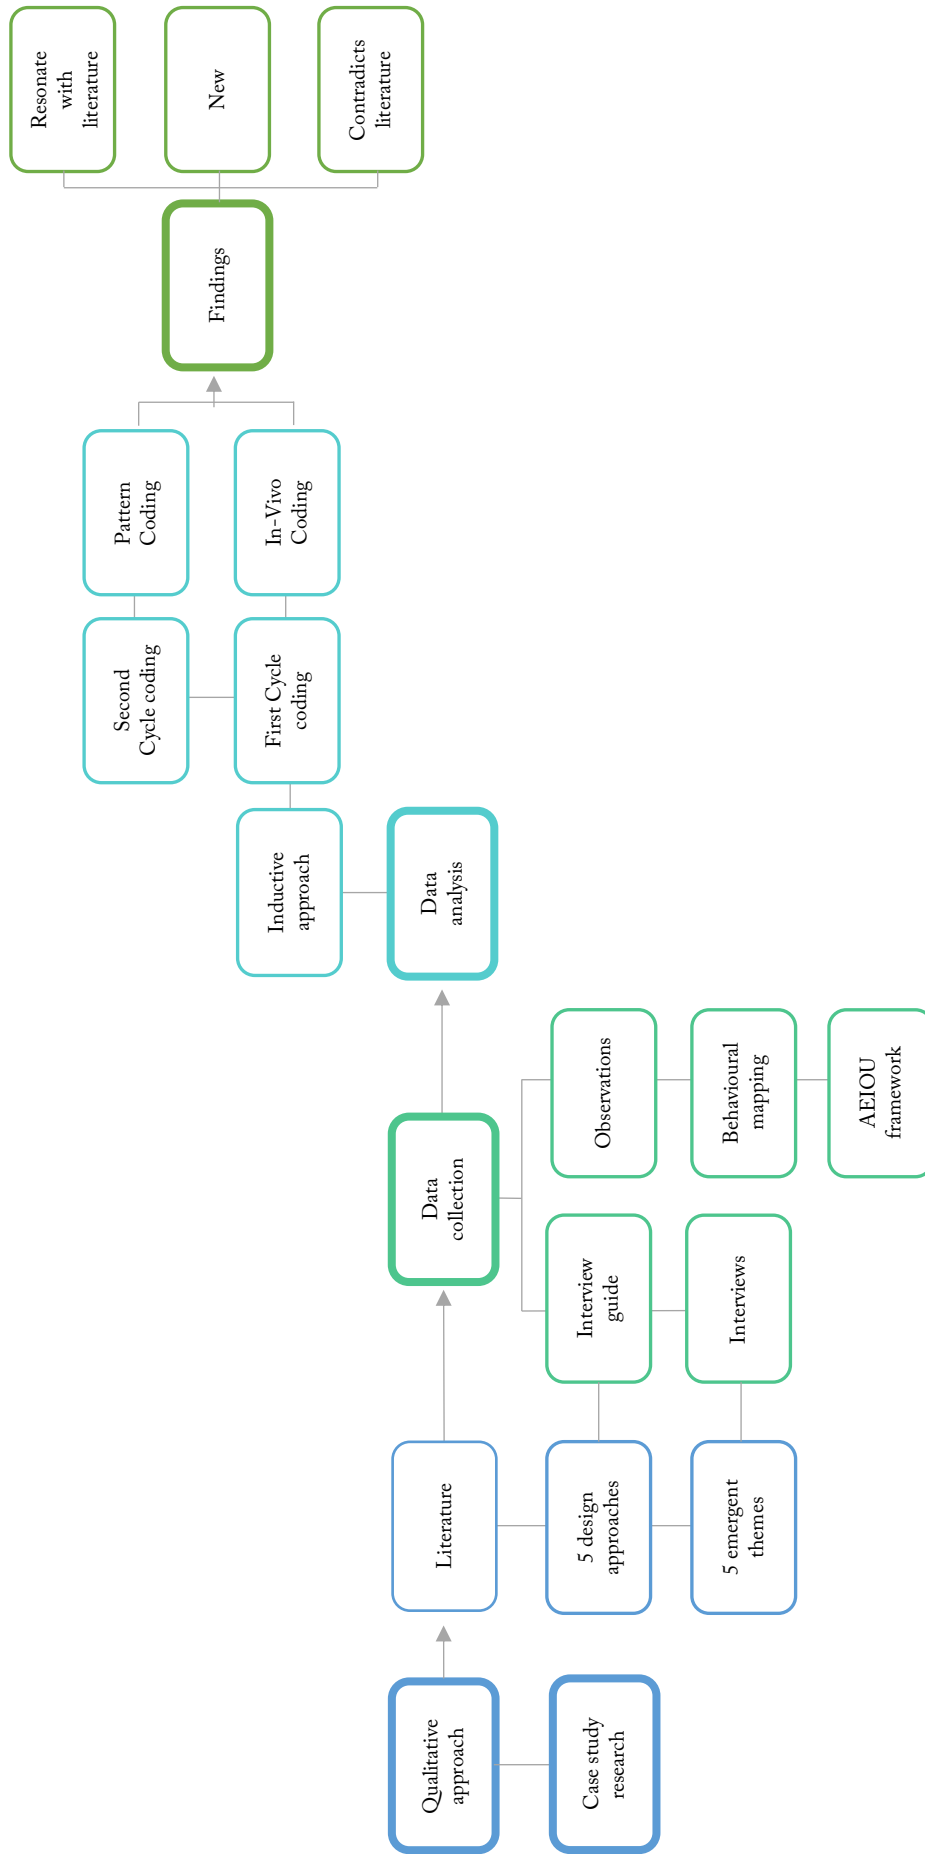 Qualitative
approach
Case study
research
Literature
5 design
approaches
5 emergent
themes
Data
collection
Interview
guide
Interviews
Observations
Behavioural
mapping
AEIOU
framework
Data
analysis
Inductive
approach
First Cycle
coding
Second
Cycle coding
In-Vivo
Coding
Pattern
Coding
Findings
Resonate
with
literature
New
Contradicts
literature